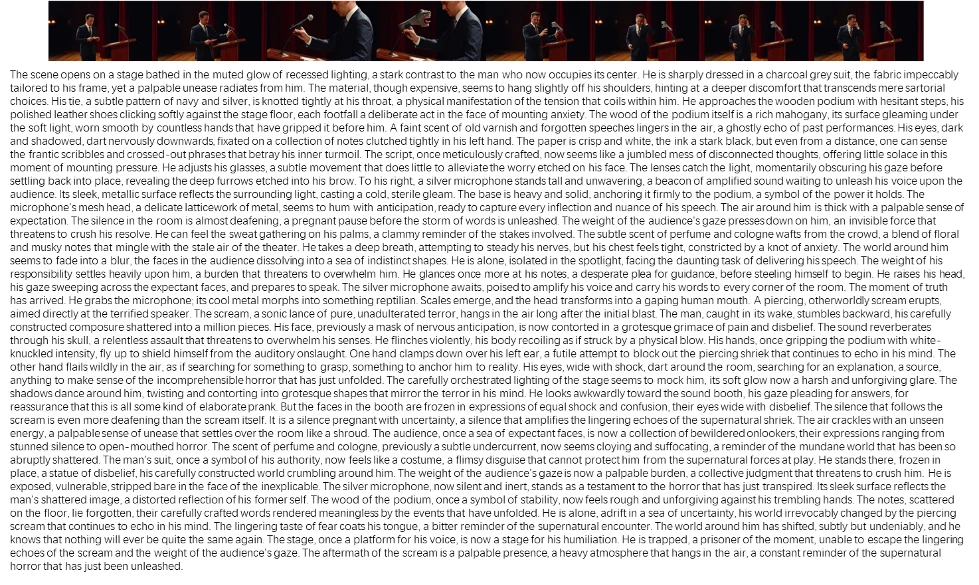 The scene opens on a stage bathed in the muted glow of recessed lighting, a stark contrast to the man who now occupies its center. He is sharply dressed in a charcoal grey suit, the fabric impeccably
tailored to his frame, yet a palpable unease radiates from him. The material, though expensive, seems to hang slightly off his shoulders, hinting at a deeper discomfort that transcends mere sartorial
choices. His tie, a subtle pattern of navy and silver, is knotted tightly at his throat, a physical manifestation of the tension that coils within him. He approaches the wooden podium with hesitant steps, his
polished leather shoes clicking softly against the stage floor, each footfall a deliberate act in the face of mounting anxiety. The wood of the podium itself is a rich mahogany, its surface gleaming under
the soft light, worn smooth by countless hands that have gripped it before him. A faint scent of old varnish and forgotten speeches lingers in the air, a ghostly echo of past performances. His eyes, dark
and shadowed, dart nervously downwards, fixated on a collection of notes clutched tightly in his left hand. The paper is crisp and white, the ink a stark black, but even from a distance, one can sense
the frantic scribbles and crossed-out phrases that betray his inner turmoil. The script, once meticulously crafted, now seems like a jumbled mess of disconnected thoughts, offering little solace in this
moment of mounting pressure. He adjusts his glasses, a subtle movement that does little to alleviate the worry etched on his face. The lenses catch the light, momentarily obscuring his gaze before
settling back into place, revealing the deep furrows etched into his brow. To his right, a silver microphone stands tall and unwavering, a beacon of amplified sound waiting to unleash his voice upon the
audience. Its sleek, metallic surface reflects the surrounding light, casting a cold, sterile gleam. The base is heavy and solid, anchoring it firmly to the podium, a symbol of the power it holds. The
microphone's mesh head, a delicate latticework of metal, seems to hum with anticipation, ready to capture every inflection and nuance of his speech. The air around him is thick with a palpable sense of
expectation. The silence in the room is almost deafening, a pregnant pause before the storm of words is unleashed. The weight of the audience's gaze presses down on him, an invisible force that
threatens to crush his resolve. He can feel the sweat gathering on his palms, a clammy reminder of the stakes involved. The subtle scent of perfume and cologne wafts from the crowd, a blend of floral
and musky notes that mingle with the stale air of the theater. He takes a deep breath, attempting to steady his nerves, but his chest feels tight, constricted by a knot of anxiety. The world around him
seems to fade into a blur, the faces in the audience dissolving into a sea of indistinct shapes. He is alone, isolated in the spotlight, facing the daunting task of delivering his speech. The weight of his
responsibility settles heavily upon him, a burden that threatens to overwhelm him. He glances once more at his notes, a desperate plea for guidance, before steeling himself to begin. He raises his head,
his gaze sweeping across the expectant faces, and prepares to speak. The silver microphone awaits, poised to amplify his voice and carry his words to every corner of the room. The moment of truth
has arrived. He grabs the microphone; its cool metal morphs into something reptilian. Scales emerge, and the head transforms into a gaping human mouth. A piercing, otherworldly scream erupts,
aimed directly at the terrified speaker. The scream, a sonic lance of pure, unadulterated terror, hangs in the air long after the initial blast. The man, caught in its wake, stumbles backward, his carefully
constructed composure shattered into a million pieces. His face, previously a mask of nervous anticipation, is now contorted in a grotesque grimace of pain and disbelief. The sound reverberates
through his skull, a relentless assault that threatens to overwhelm his senses. He flinches violently, his body recoiling as if struck by a physical blow. His hands, once gripping the podium with white-
knuckled intensity, fly up to shield himself from the auditory onslaught. One hand clamps down over his left ear, a futile attempt to block out the piercing shriek that continues to echo in his mind. The
other hand flails wildly in the air, as if searching for something to grasp, something to anchor him to reality. His eyes, wide with shock, dart around the room, searching for an explanation, a source,
anything to make sense of the incomprehensible horror that has just unfolded. The carefully orchestrated lighting of the stage seems to mock him, its soft glow now a harsh and unforgiving glare. The
shadows dance around him, twisting and contorting into grotesque shapes that mirror the terror in his mind. He looks awkwardly toward the sound booth, his gaze pleading for answers, for
reassurance that this is all some kind of elaborate prank. But the faces in the booth are frozen in expressions of equal shock and confusion, their eyes wide with disbelief. The silence that follows the
scream is even more deafening than the scream itself. It is a silence pregnant with uncertainty, a silence that amplifies the lingering echoes of the supernatural shriek. The air crackles with an unseen
energy, a palpable sense of unease that settles over the room like a shroud. The audience, once a sea of expectant faces, is now a collection of bewildered onlookers, their expressions ranging from
stunned silence to open-mouthed horror. The scent of perfume and cologne, previously a subtle undercurrent, now seems cloying and suffocating, a reminder of the mundane world that has been so
abruptly shattered. The man's suit, once a symbol of his authority, now feels like a costume, a flimsy disguise that cannot protect him from the supernatural forces at play. He stands there, frozen in
place, a statue of disbelief, his carefully constructed world crumbling around him. The weight of the audience's gaze is now a palpable burden, a collective judgment that threatens to crush him. He is
exposed, vulnerable, stripped bare in the face of the inexplicable. The silver microphone, now silent and inert, stands as a testament to the horror that has just transpired. Its sleek surface reflects the
man's shattered image, a distorted reflection of his former self. The wood of the podium, once a symbol of stability, now feels rough and unforgiving against his trembling hands. The notes, scattered
on the floor, lie forgotten, their carefully crafted words rendered meaningless by the events that have unfolded. He is alone, adrift in a sea of uncertainty, his world irrevocably changed by the piercing
scream that continues to echo in his mind. The lingering taste of fear coats his tongue, a bitter reminder of the supernatural encounter. The world around him has shifted, subtly but undeniably, and he
knows that nothing will ever be quite the same again. The stage, once a platform for his voice, is now a stage for his humiliation. He is trapped, a prisoner of the moment, unable to escape the lingering
echoes of the scream and the weight of the audience's gaze. The aftermath of the scream is a palpable presence, a heavy atmosphere that hangs in the air, a constant reminder of the supernatural
horror that has just been unleashed.